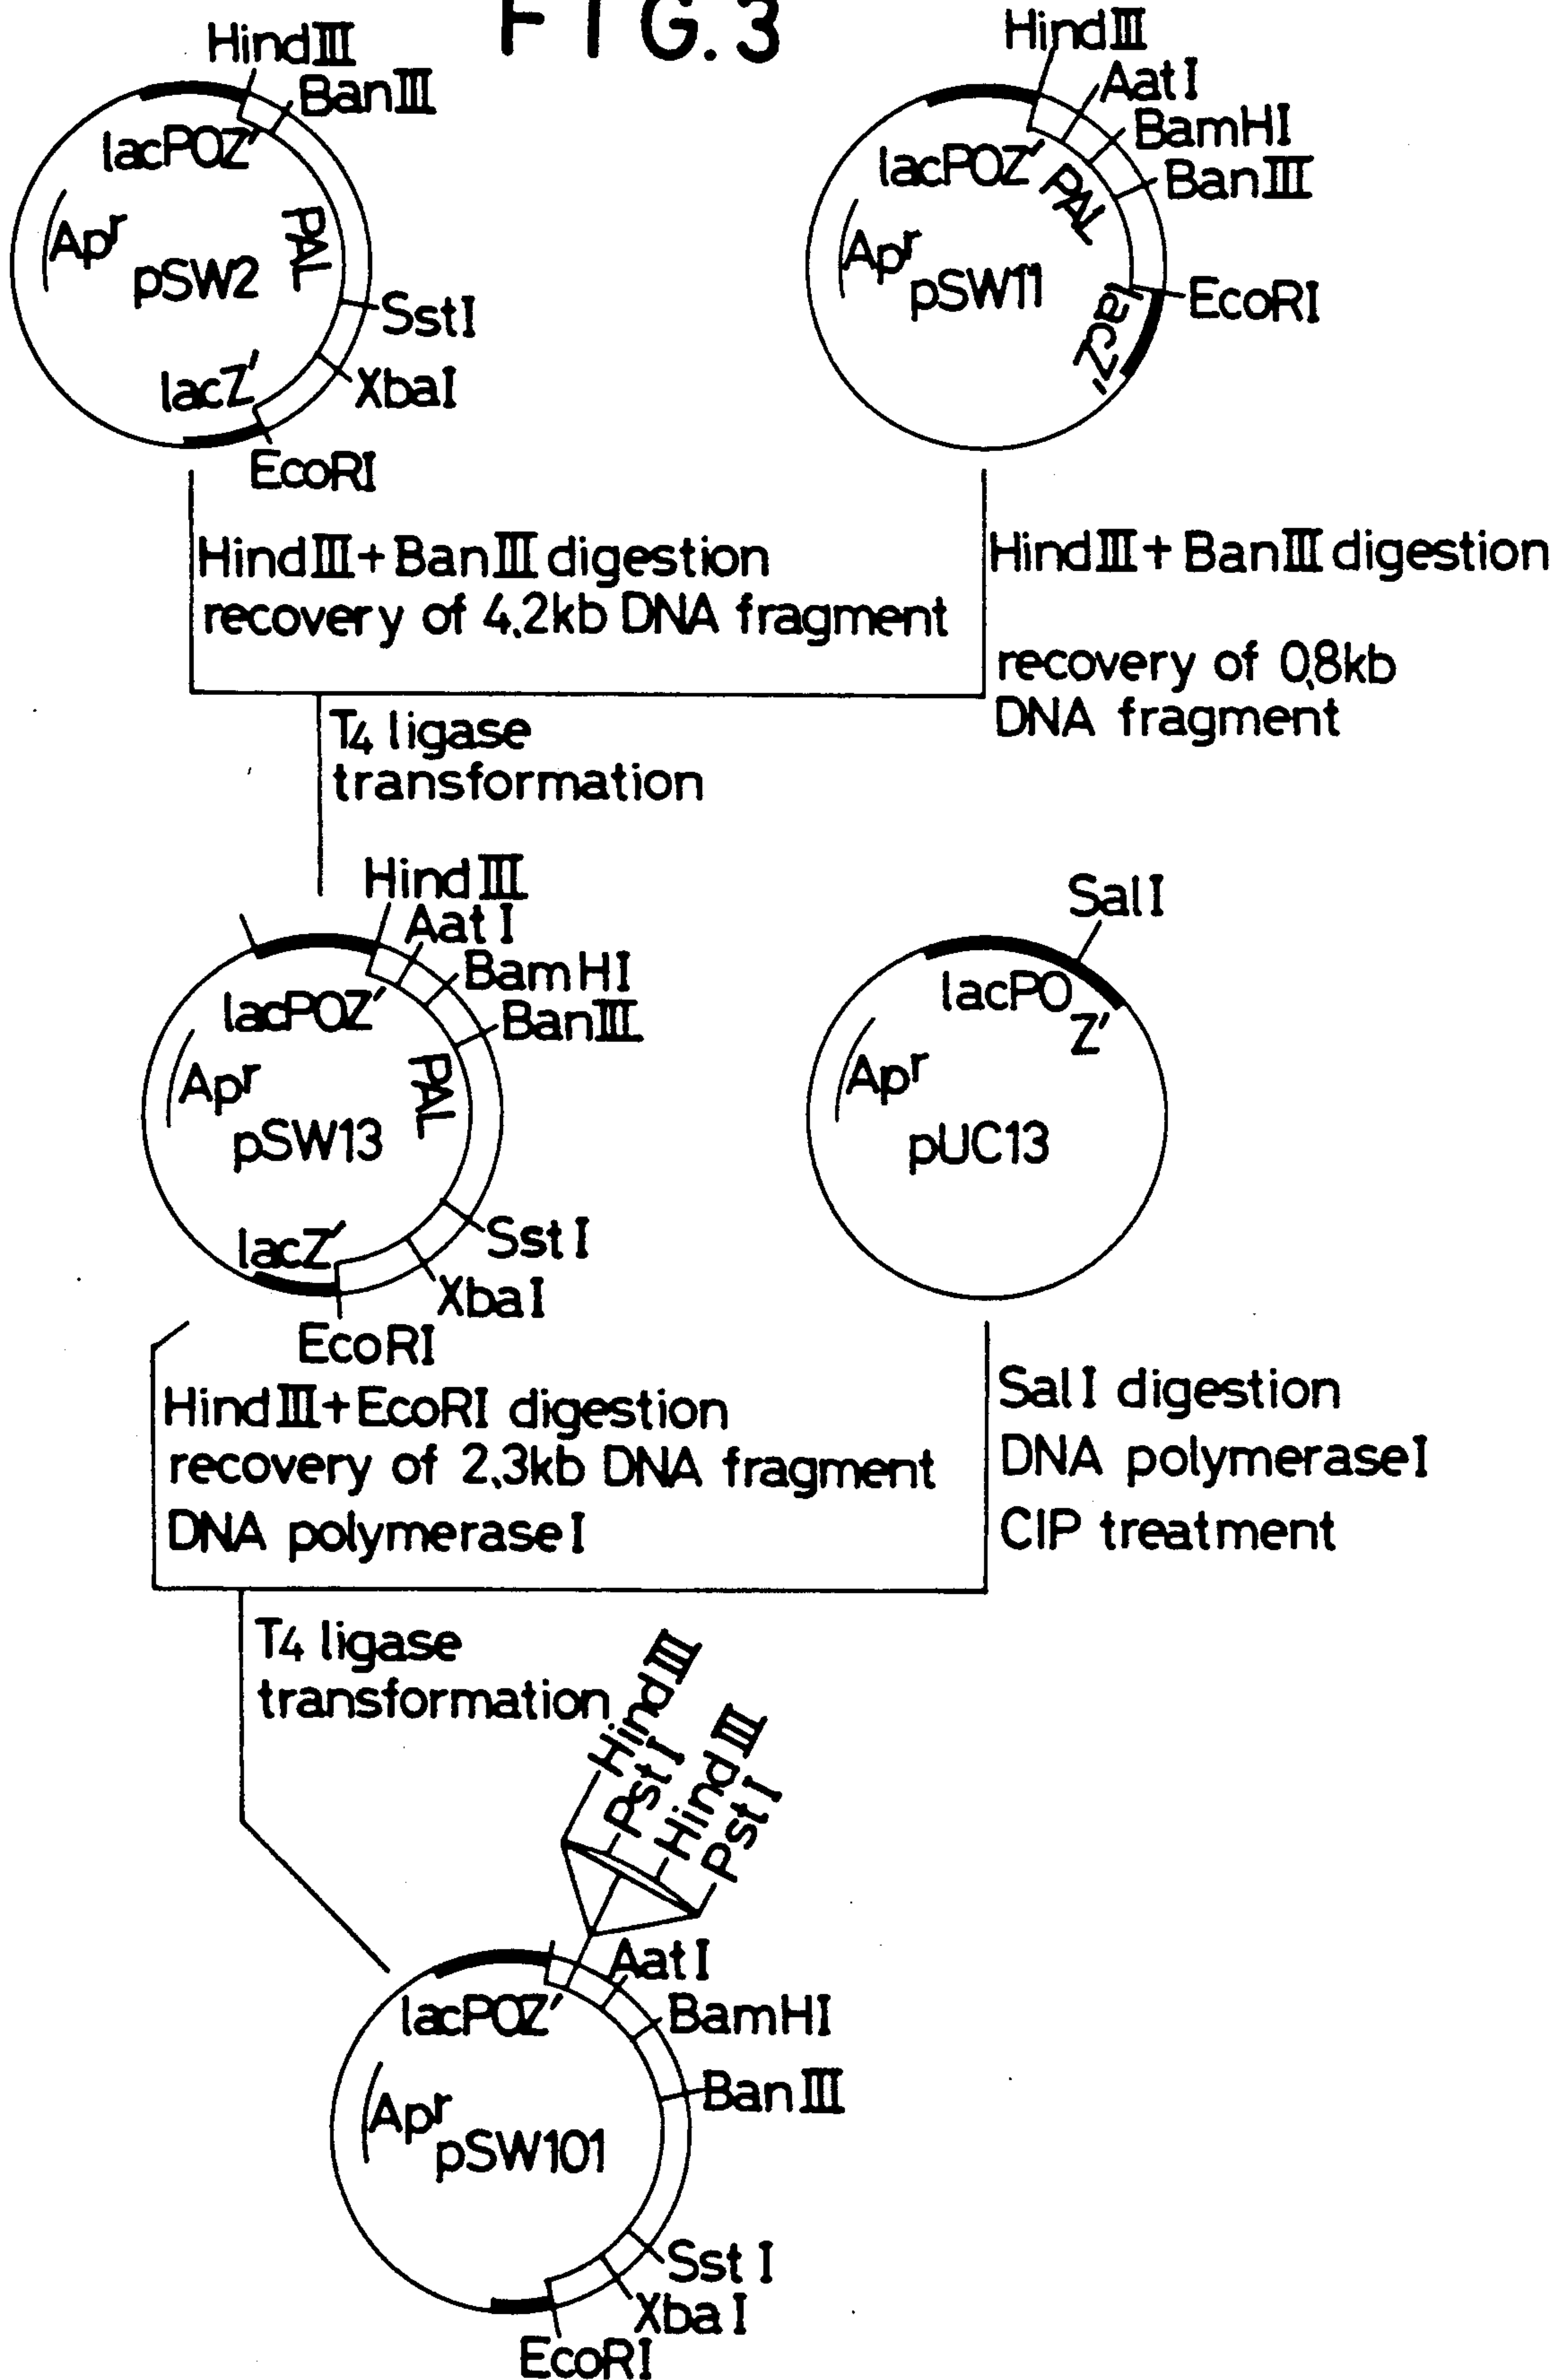 FIG.3
HindIII
BanIII
lacPOZ'
Apr
pSW2
PAL
SstI
XbaI
lacZ'
EcoRI
HindIII
AatI
BamHI
BanIII
lacPOZ'
PAL
Apr
pSW11
EcoRI
lacZ'
HindIII+BanIII digestion
recovery of 4.2kb DNA fragment
HindIII+BanIII digestion
recovery of 0.8kb
DNA fragment
T4 ligase
transformation
HindIII
AatI
BamHI
BanIII
lacPOZ'
Apr
PAL
pSW13
SstI
lacZ'
XbaI
EcoRI
SalI
lacPO
Z'
Apr
pUC13
HindIII+EcoRI digestion
recovery of 2.3kb DNA fragment
DNA polymeraseI
SalI digestion
DNA polymeraseI
CIP treatment
T4 ligase
transformation
HindIII
PstI
HindIII
PstI
AatI
lacPOZ'
BamHI
BanIII
Apr
pSW101
SstI
XbaI
EcoRI